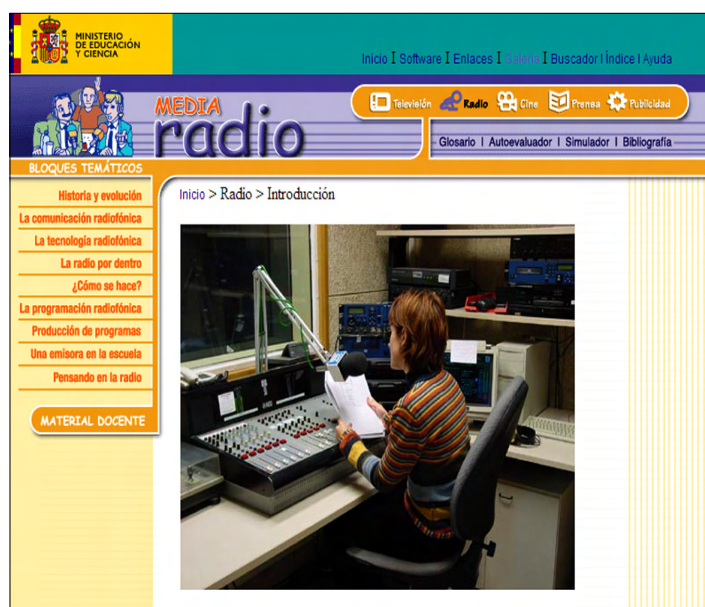 MINISTERIO
DE EDUCACIÓN
Y CIENCIA
Inicio I Software I Enlaces I Galería I Buscador I Índice I Ayuda
MEDIA
radio
Televisión Radio Cine Prensa Publicidad
Glosario I Autoevaluador I Simulador I Bibliografía
BLOQUES TEMÁTICOS
Historia y evolución
La comunicación radiofónica
La tecnología radiofónica
La radio por dentro
¿Cómo se hace?
La programación radiofónica
Producción de programas
Una emisora en la escuela
Pensando en la radio
MATERIAL DOCENTE
Inicio > Radio > Introducción